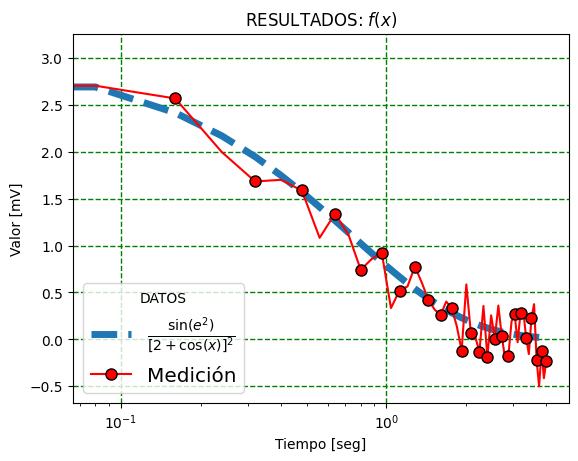 RESULTADOS: f(x)
Valor [mV]
3.0
2.5
2.0
1.5
1.0
0.5
0.0
−0.5
DATOS
sin(e²)
[2 + cos(x)]²
Medición
10⁻¹ 10⁰
Tiempo [seg]